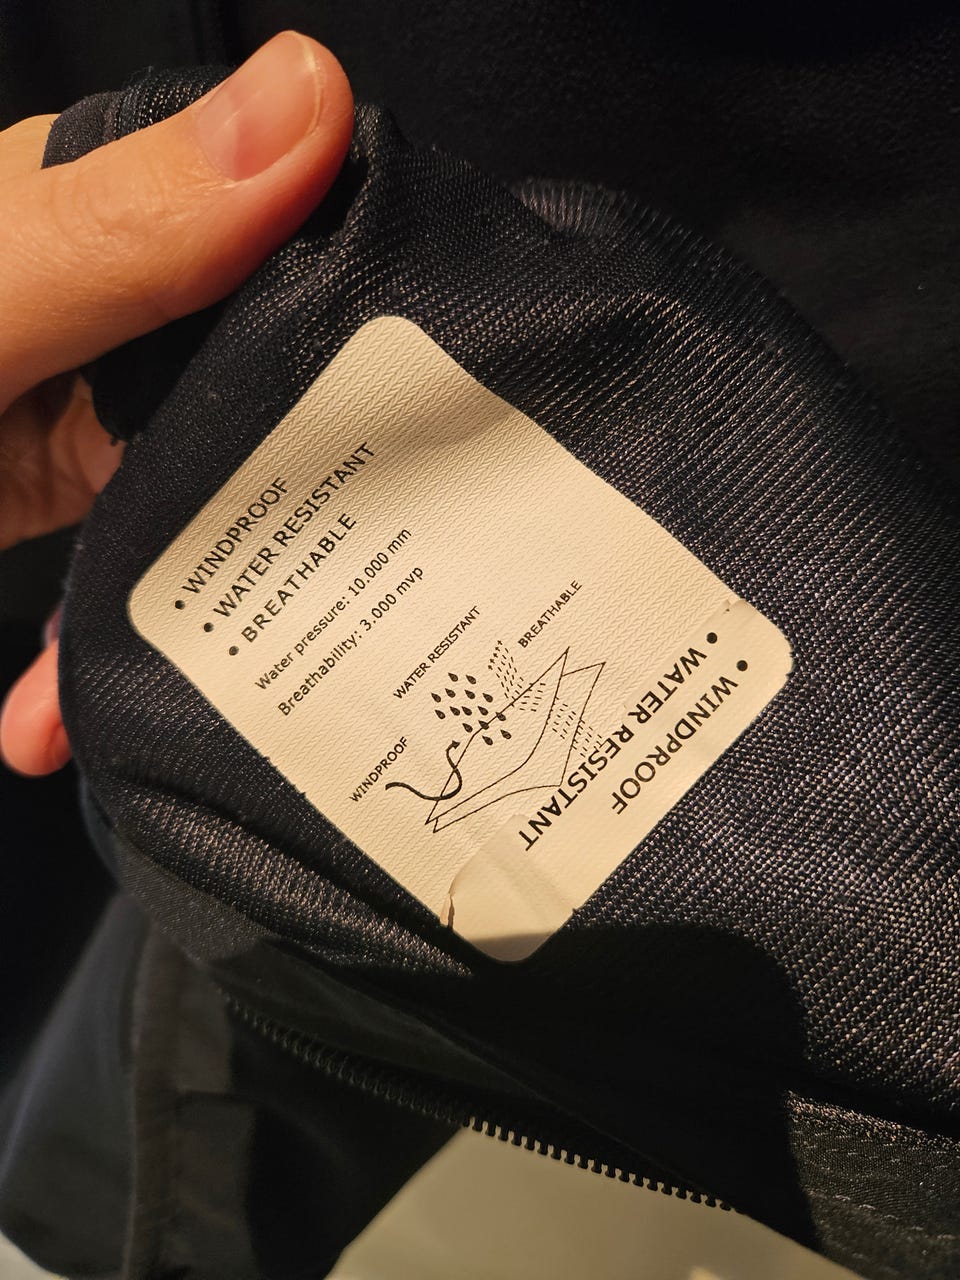 • WINDPROOF
• WATER RESISTANT
• BREATHABLE
Water pressure: 10.000 mm
Breathability: 3.000 mvp
WATER RESISTANT
BREATHABLE
WINDPROOF
• WINDPROOF
• WATER RESISTANT